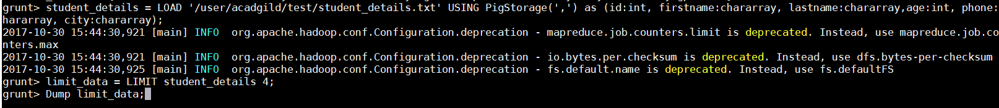 grunt> student_details = LOAD '/user/acadgild/test/student_details.txt' USING PigStorage(',') as (id:int, firstname:chararray, lastname:chararray,age:int, phone:
hararray, city:chararray);
2017-10-30 15:44:30,921 [main] INFO  org.apache.hadoop.conf.Configuration.deprecation - mapreduce.job.counters.limit is deprecated. Instead, use mapreduce.job.co
nters.max
2017-10-30 15:44:30,921 [main] INFO  org.apache.hadoop.conf.Configuration.deprecation - io.bytes.per.checksum is deprecated. Instead, use dfs.bytes-per-checksum
2017-10-30 15:44:30,925 [main] INFO  org.apache.hadoop.conf.Configuration.deprecation - fs.default.name is deprecated. Instead, use fs.defaultFS
grunt> limit_data = LIMIT student_details 4;
grunt> Dump limit_data;